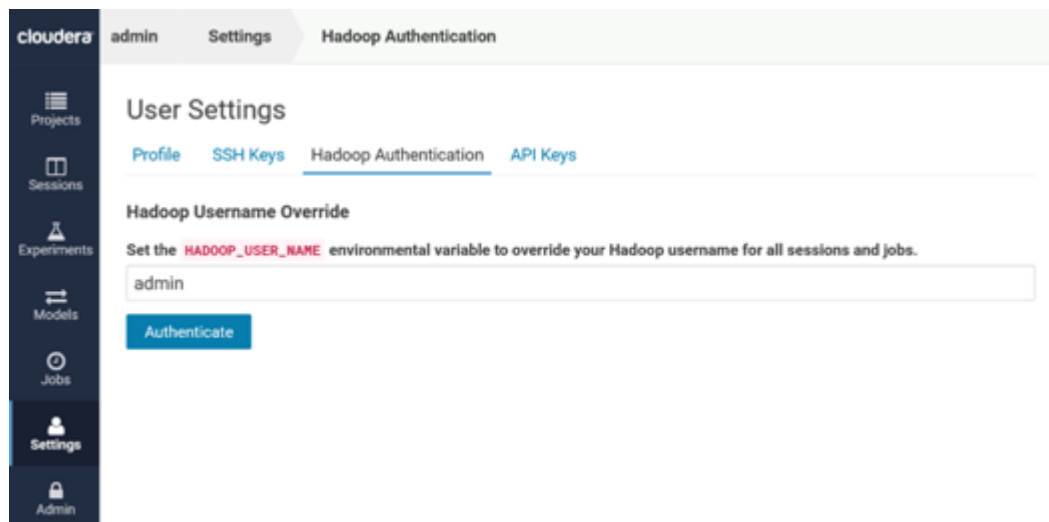 cloudera
admin Settings Hadoop Authentication
Projects
Sessions
Experiments
Models
Jobs
Settings
Admin
User Settings
Profile SSH Keys Hadoop Authentication API Keys
Hadoop Username Override
Set the HADOOP_USER_NAME environmental variable to override your Hadoop username for all sessions and jobs.
admin
Authenticate